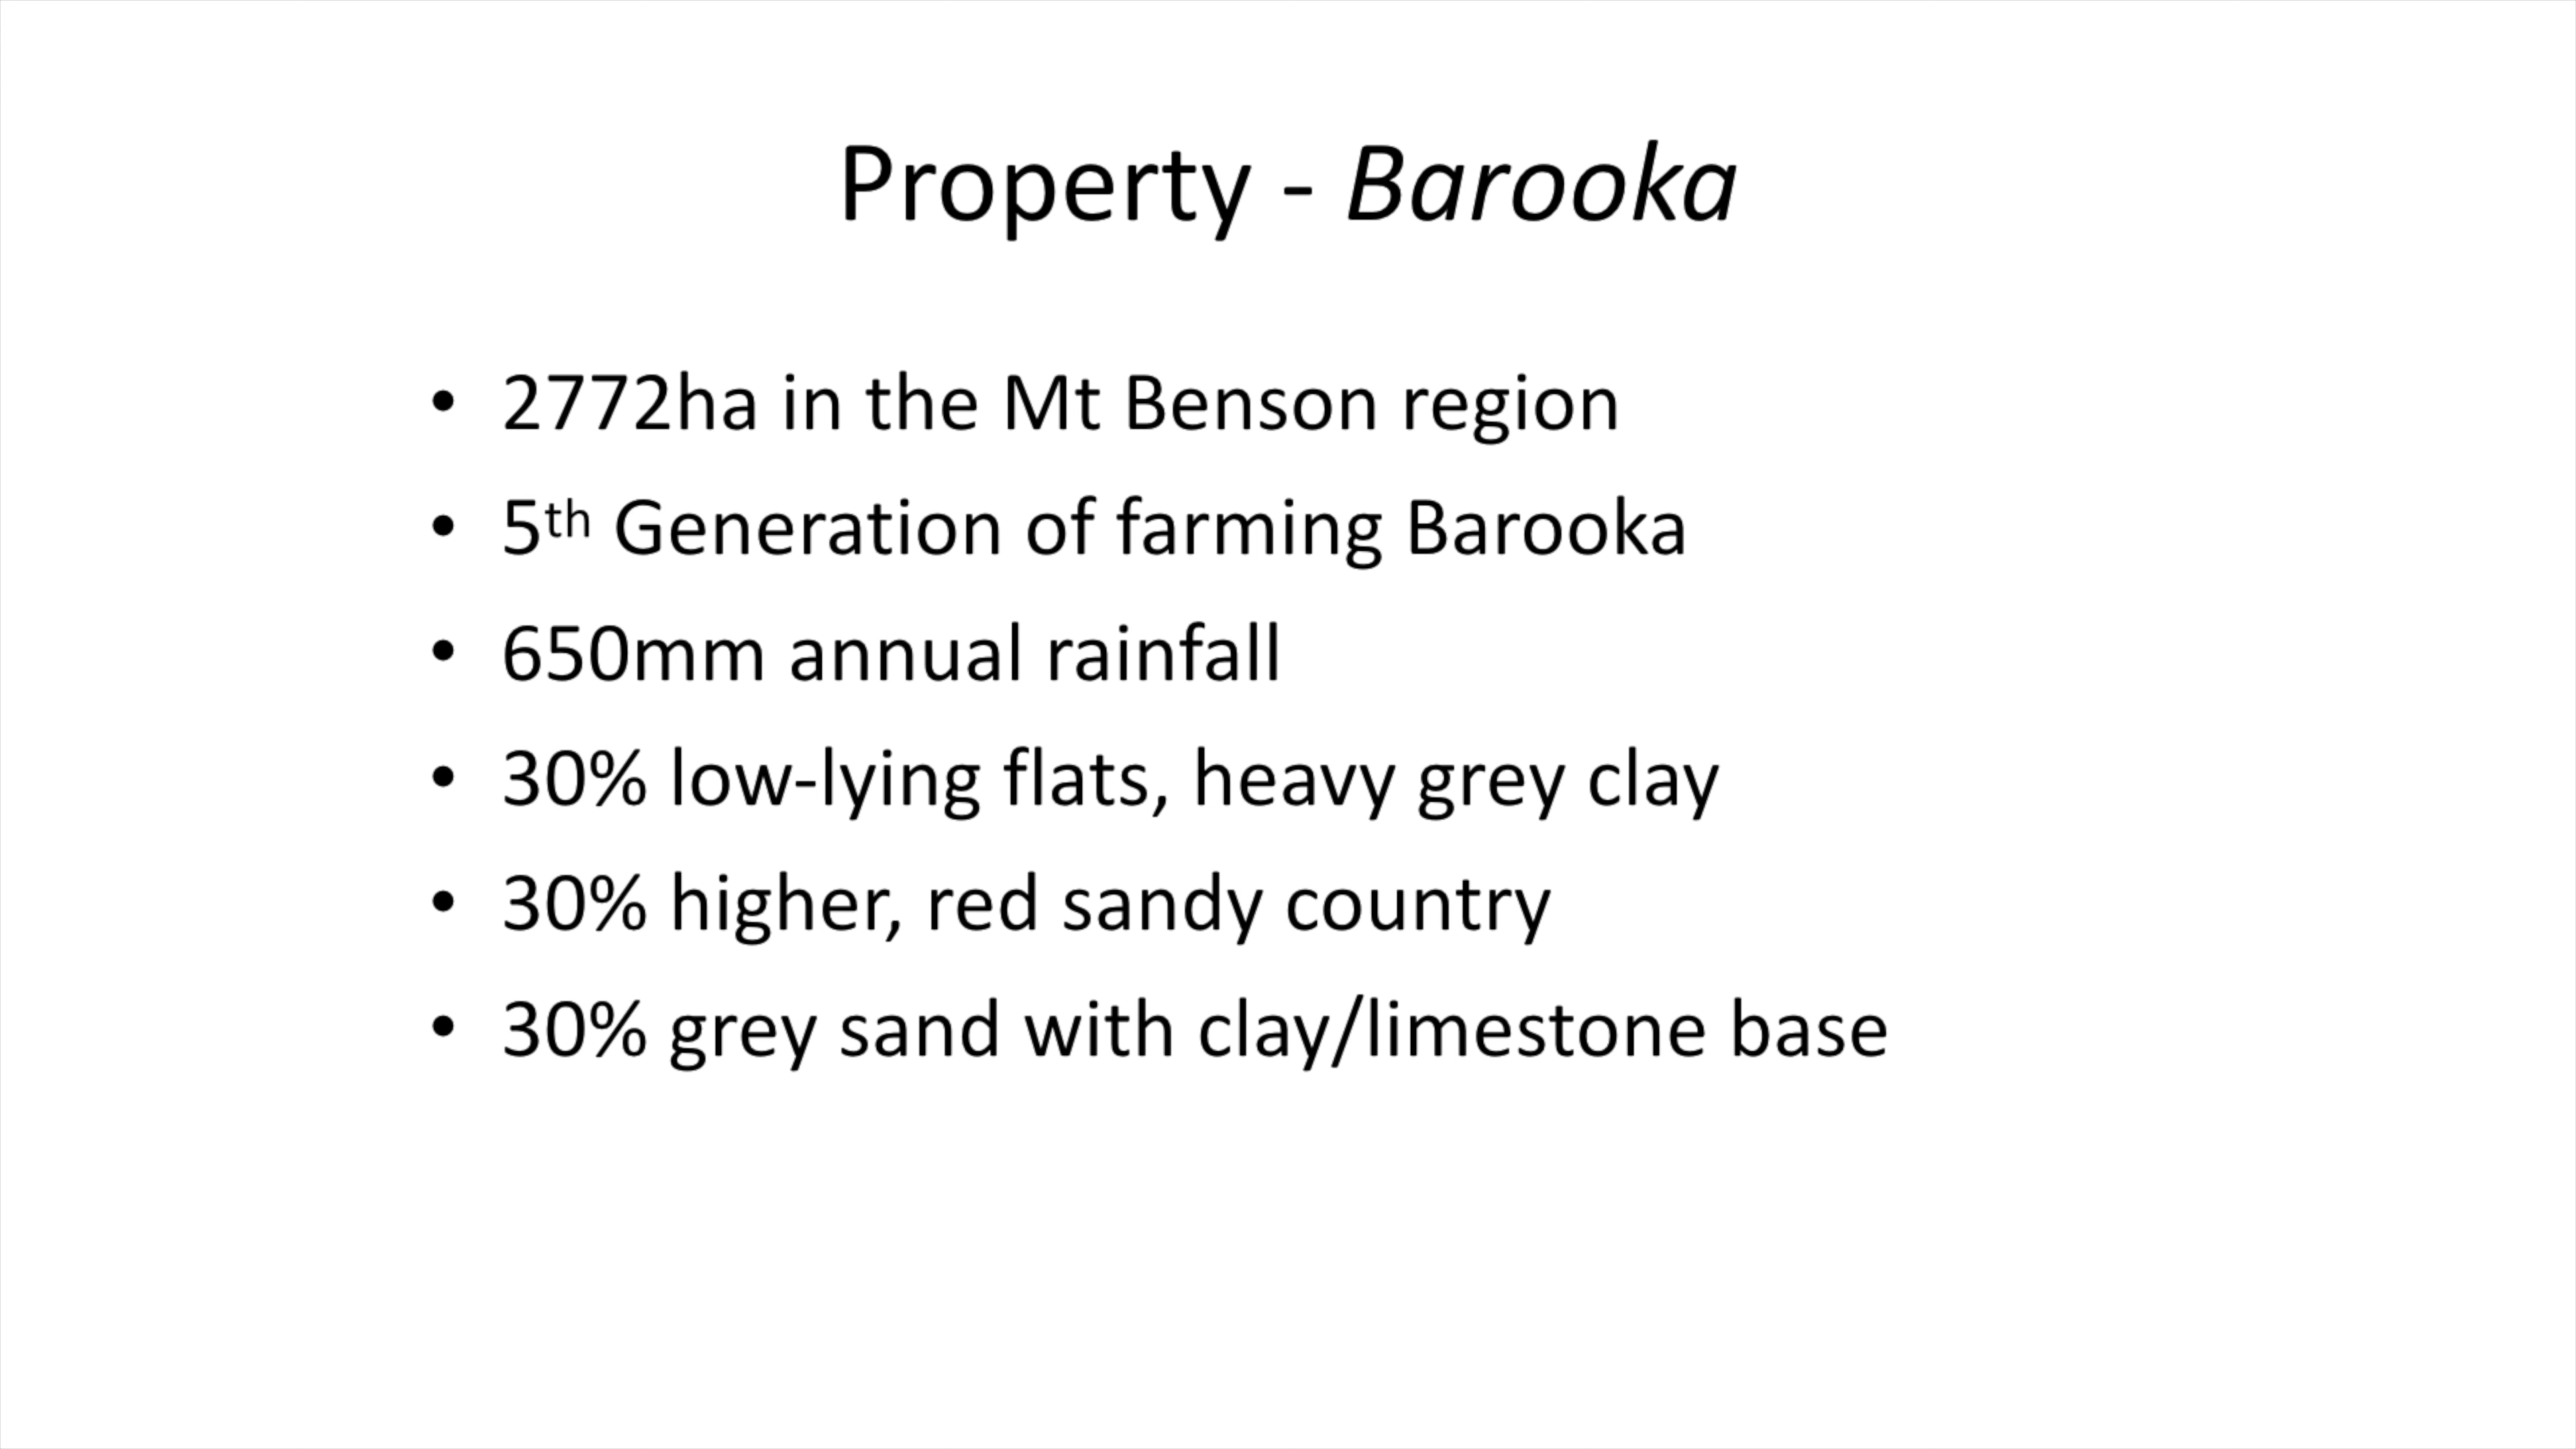 Property - Barooka
• 2772ha in the Mt Benson region
• 5th Generation of farming Barooka
• 650mm annual rainfall
• 30% low-lying flats, heavy grey clay
• 30% higher, red sandy country
• 30% grey sand with clay/limestone base